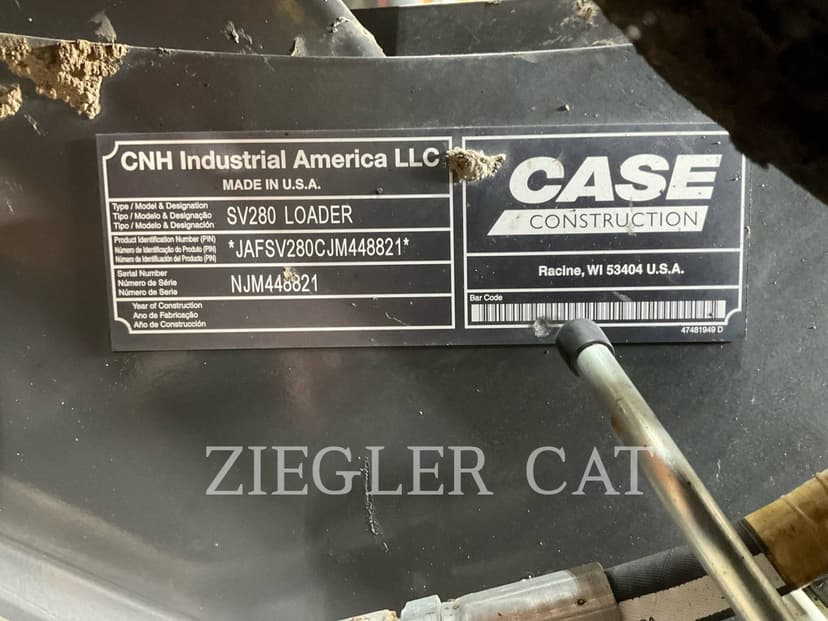 CNH Industrial America LLC
MADE IN U.S.A.
Type / Model & Designation
Tipo / Modelo & Designação
Tipo / Modelo & Designación
SV280 LOADER
Product Identification Number (PIN)
Número de Identificação do Produto (PIN)
Número de Identificación del Producto (PIN)
*JAFSV280CJM448821*
Serial Number
Número de Série
Número de Serie
NJM448821
Year of Construction
Ano de Fabricação
Año de Construcción
CASE
CONSTRUCTION
Racine, WI 53404 U.S.A.
Bar Code
47481949 D
ZIEGLER CAT